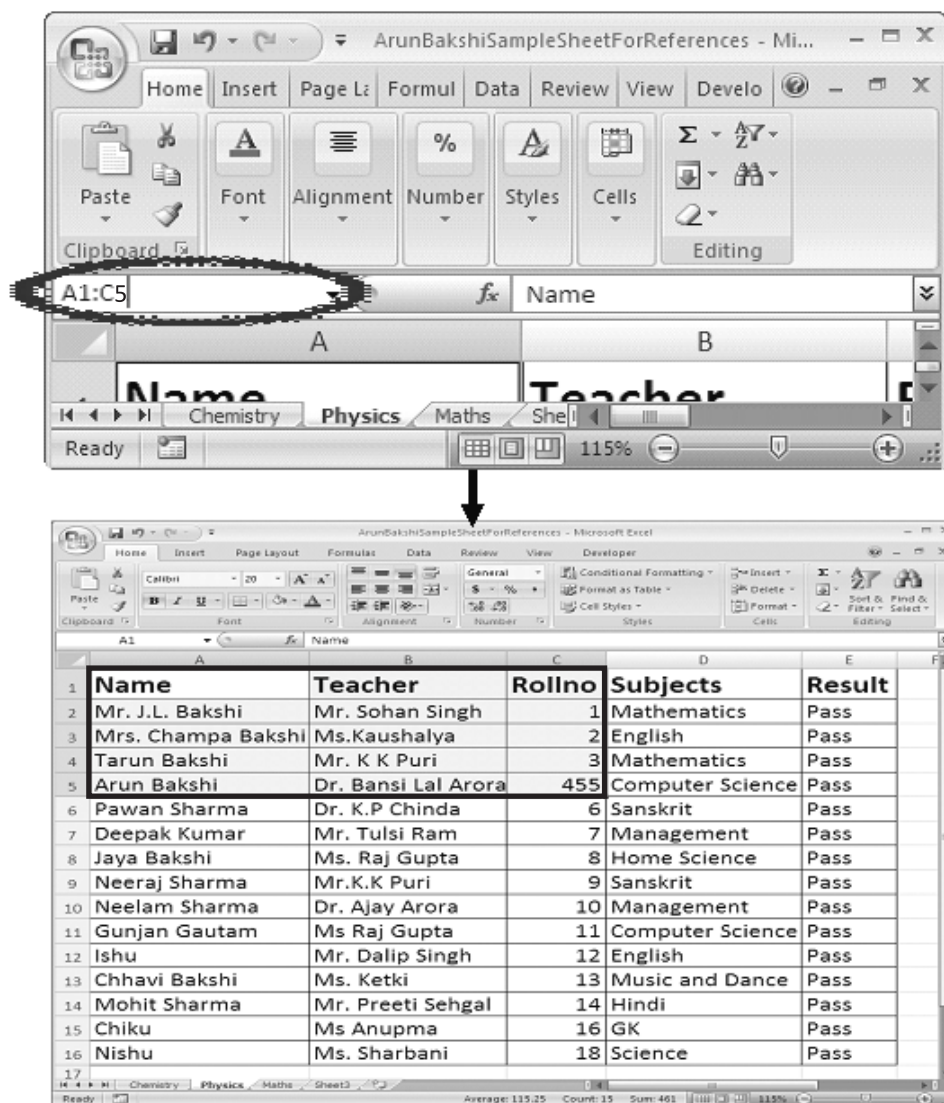 ArunBakshiSampleSheetForReferences - Mi...
Home Insert Page La Formul Data Review View Develo
Paste Font Alignment Number Styles Cells
Clipboard Editing
A1:C5 fx Name
A B
Name Teacher
Chemistry Physics Maths She
Ready 115%
ArunBakshiSampleSheetForReferences - Microsoft Excel
Home Insert Page Layout Formulas Data Review View Developer
Calibri 20 A A General Conditional Formatting Insert Σ
Paste B I U A $ % , Format as Table Delete Sort & Find &
Cell Styles Format Filter Select
Clipboard Font Alignment Number Styles Cells Editing
A1 fx Name
A B C D E F
1 Name Teacher Rollno Subjects Result
2 Mr. J.L. Bakshi Mr. Sohan Singh 1 Mathematics Pass
3 Mrs. Champa Bakshi Ms.Kaushalya 2 English Pass
4 Tarun Bakshi Mr. K K Puri 3 Mathematics Pass
5 Arun Bakshi Dr. Bansi Lal Arora 455 Computer Science Pass
6 Pawan Sharma Dr. K.P Chinda 6 Sanskrit Pass
7 Deepak Kumar Mr. Tulsi Ram 7 Management Pass
8 Jaya Bakshi Ms. Raj Gupta 8 Home Science Pass
9 Neeraj Sharma Mr.K.K Puri 9 Sanskrit Pass
10 Neelam Sharma Dr. Ajay Arora 10 Management Pass
11 Gunjan Gautam Ms Raj Gupta 11 Computer Science Pass
12 Ishu Mr. Dalip Singh 12 English Pass
13 Chhavi Bakshi Ms. Ketki 13 Music and Dance Pass
14 Mohit Sharma Mr. Preeti Sehgal 14 Hindi Pass
15 Chiku Ms Anupma 16 GK Pass
16 Nishu Ms. Sharbani 18 Science Pass
17
Chemistry Physics Maths Sheet3
Ready Average: 115.25 Count: 15 Sum: 461 115%